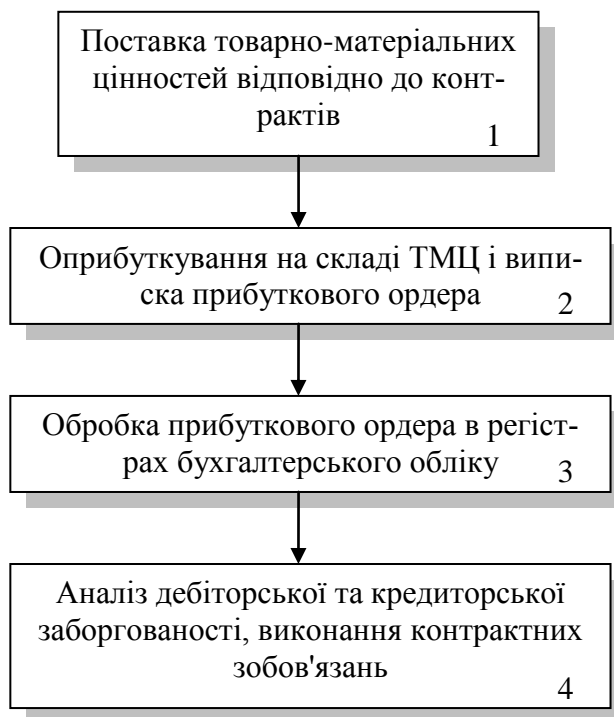 Поставка товарно-матеріальних
цінностей відповідно до конт-
рактів
1
Оприбуткування на складі ТМЦ і випи-
ска прибуткового ордера
2
Обробка прибуткового ордера в регіст-
рах бухгалтерського обліку
3
Аналіз дебіторської та кредиторської
заборгованості, виконання контрактних
зобов'язань
4